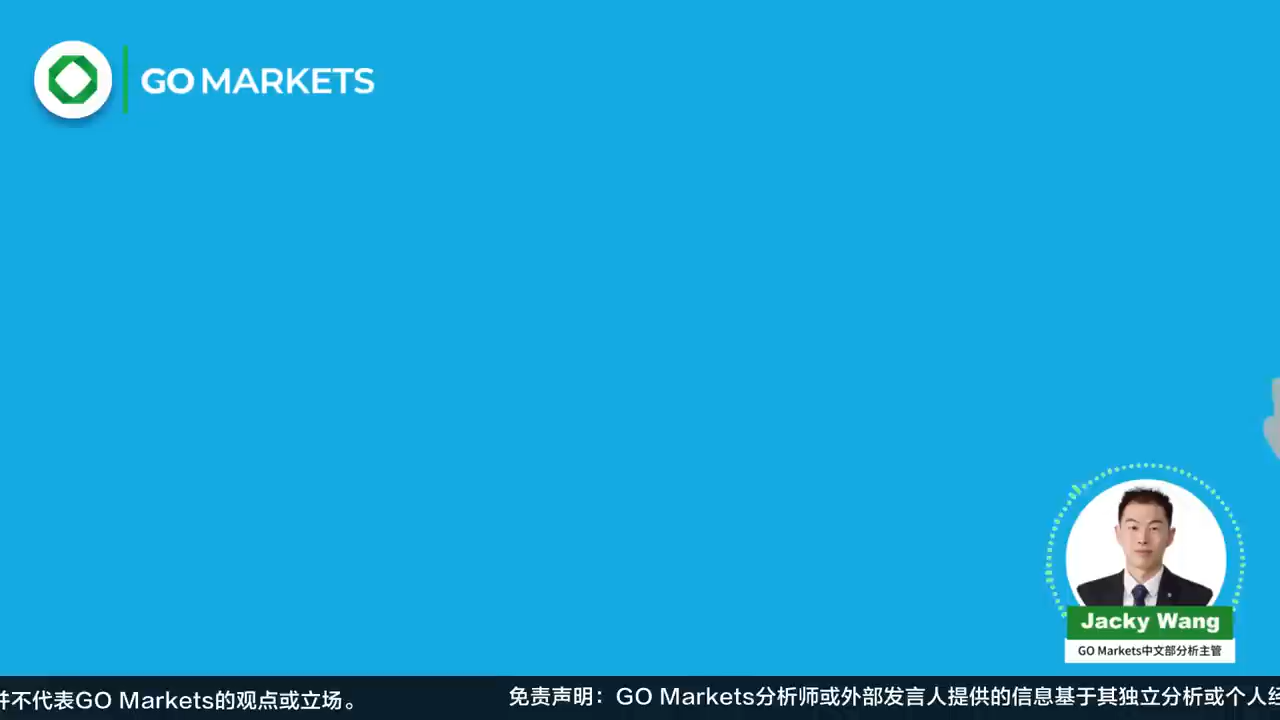 GO MARKETS
Jacky Wang
GO Markets中文部分析主管
不代表GO Markets的观点或立场。 免责声明：GO Markets分析师或外部发言人提供的信息基于其独立分析或个人